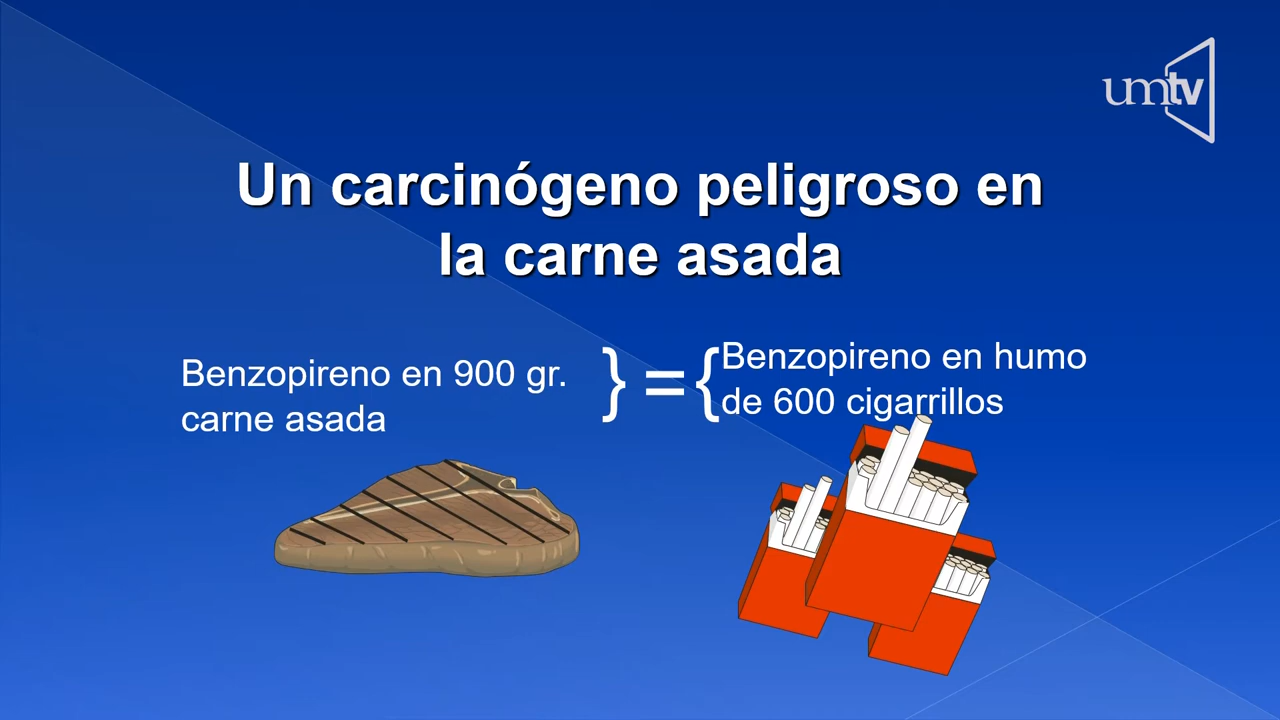 umtv
Un carcinógeno peligroso en
la carne asada
Benzopireno en 900 gr.
carne asada
} = {
Benzopireno en humo
de 600 cigarrillos